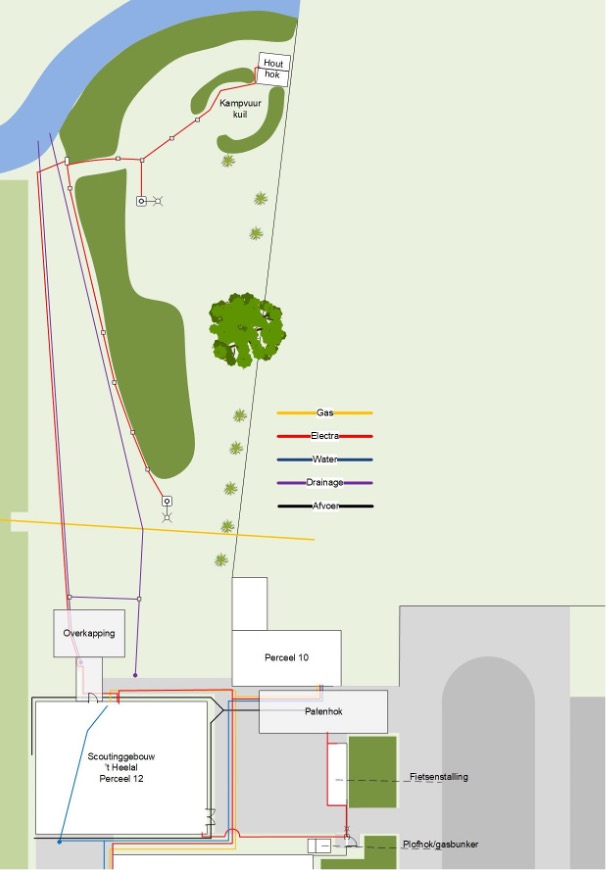 Hout
hok
Kampvuur
kuil
Gas
Electra
Water
Drainage
Afvoer
Overkapping
Perceel 10
Palenhok
Scoutinggebouw
't Heelal
Perceel 12
Fietsenstalling
Plofhok/gasbunker